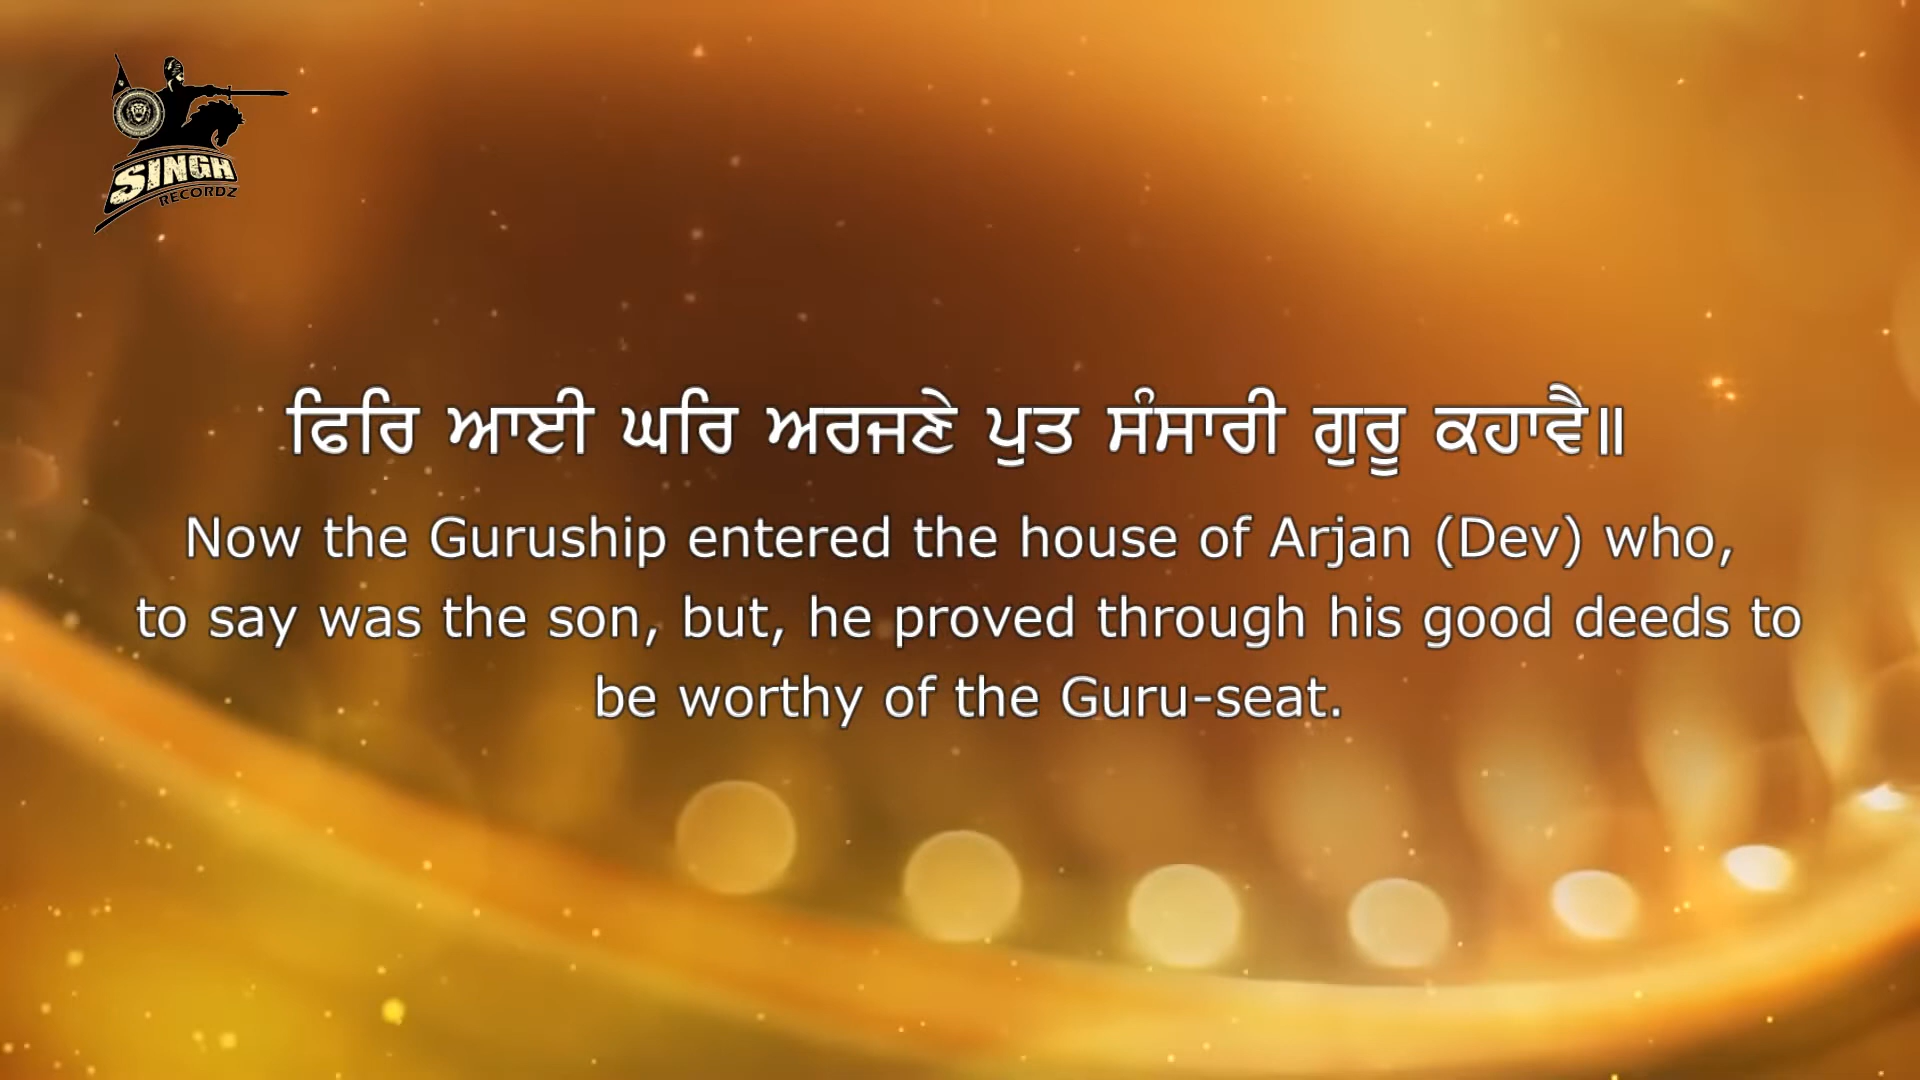 SINGH
RECORDZ
ਫਿਰਿ ਆਈ ਘਰਿ ਅਰਜਣੇ ਪੁਤ ਸੰਸਾਰੀ ਗੁਰੂ ਕਹਾਵੈ॥
Now the Guruship entered the house of Arjan (Dev) who,
to say was the son, but, he proved through his good deeds to
be worthy of the Guru-seat.